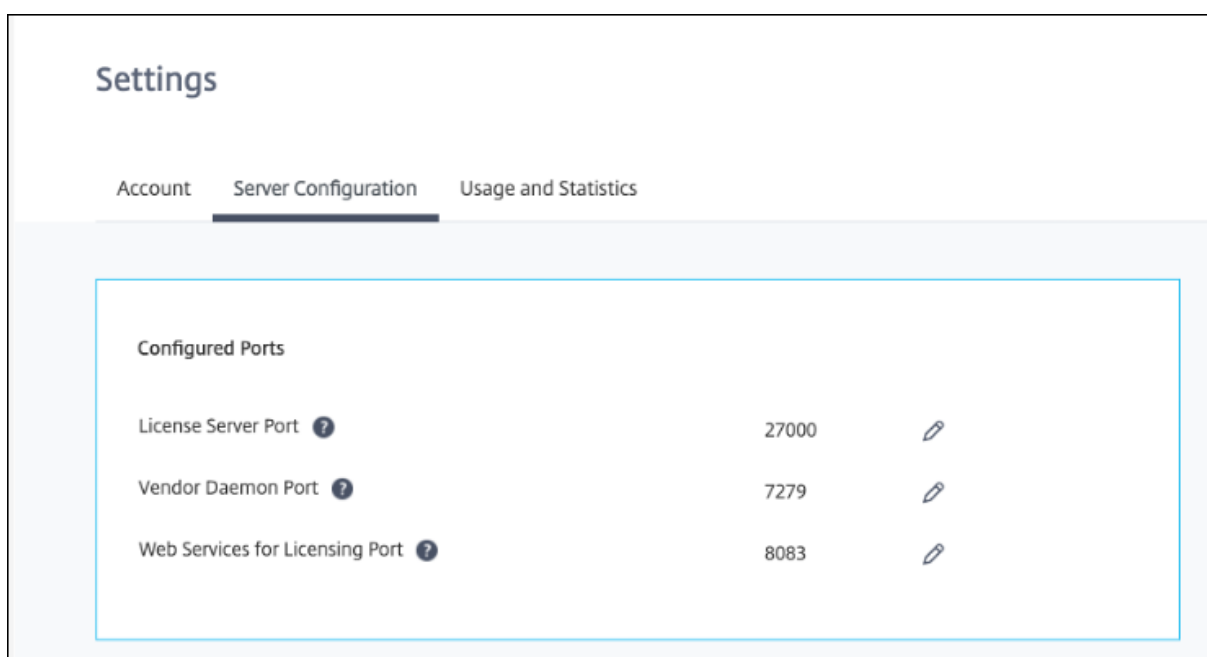 Settings
Account Server Configuration Usage and Statistics
Configured Ports
License Server Port ? 27000
Vendor Daemon Port ? 7279
Web Services for Licensing Port ? 8083